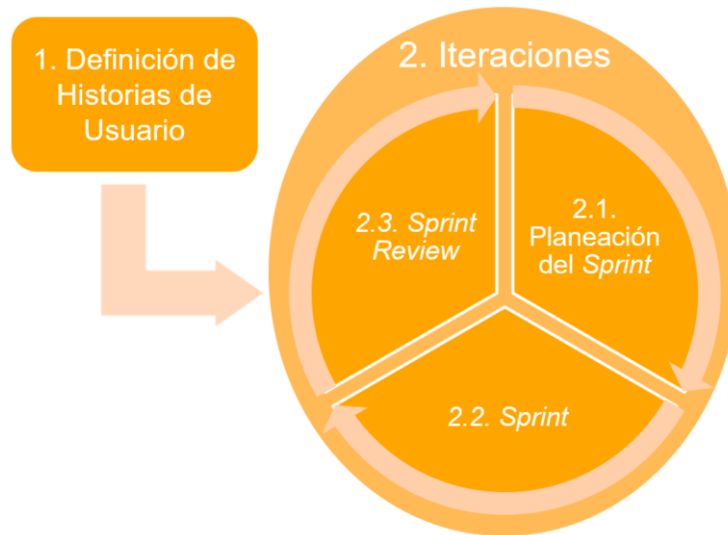 1. Definición de
Historias de
Usuario
2. Iteraciones
2.1.
Planeación
del Sprint
2.2. Sprint
2.3. Sprint
Review